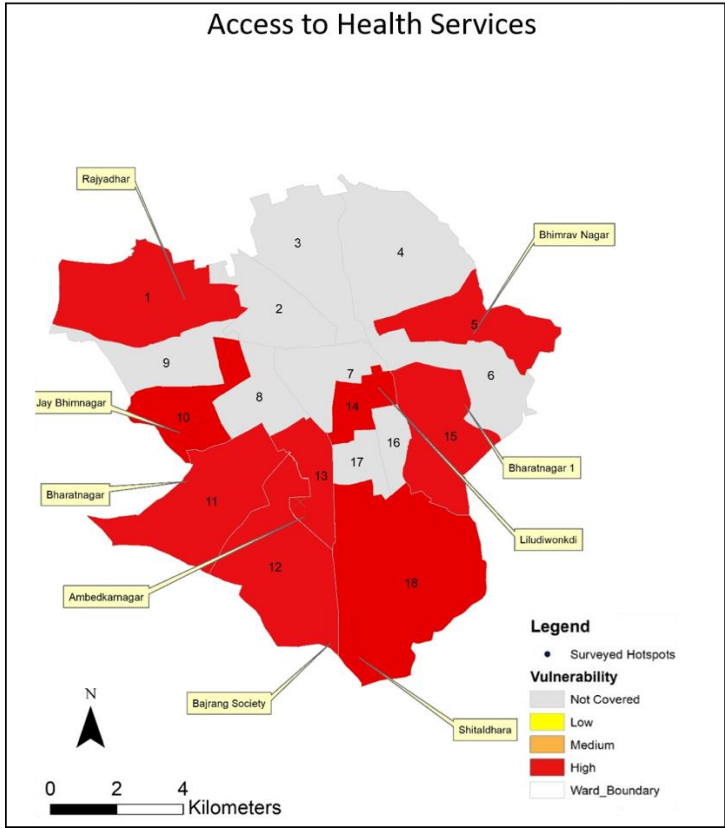 Access to Health Services
Rajyadhar
Bhimrav Nagar
3
4
1
2
5
9
7
6
8
Jay Bhimnagar
10
14
15
16
17
13
Bharatnagar 1
Bharatnagar
11
Liludiwonkdi
12
18
Ambedkarnagar
Legend
Surveyed Hotspots
Vulnerability
Bajrang Society
Not Covered
N
Low
Shitaldhara
Medium
High
0 2 4
Kilometers
Ward_Boundary